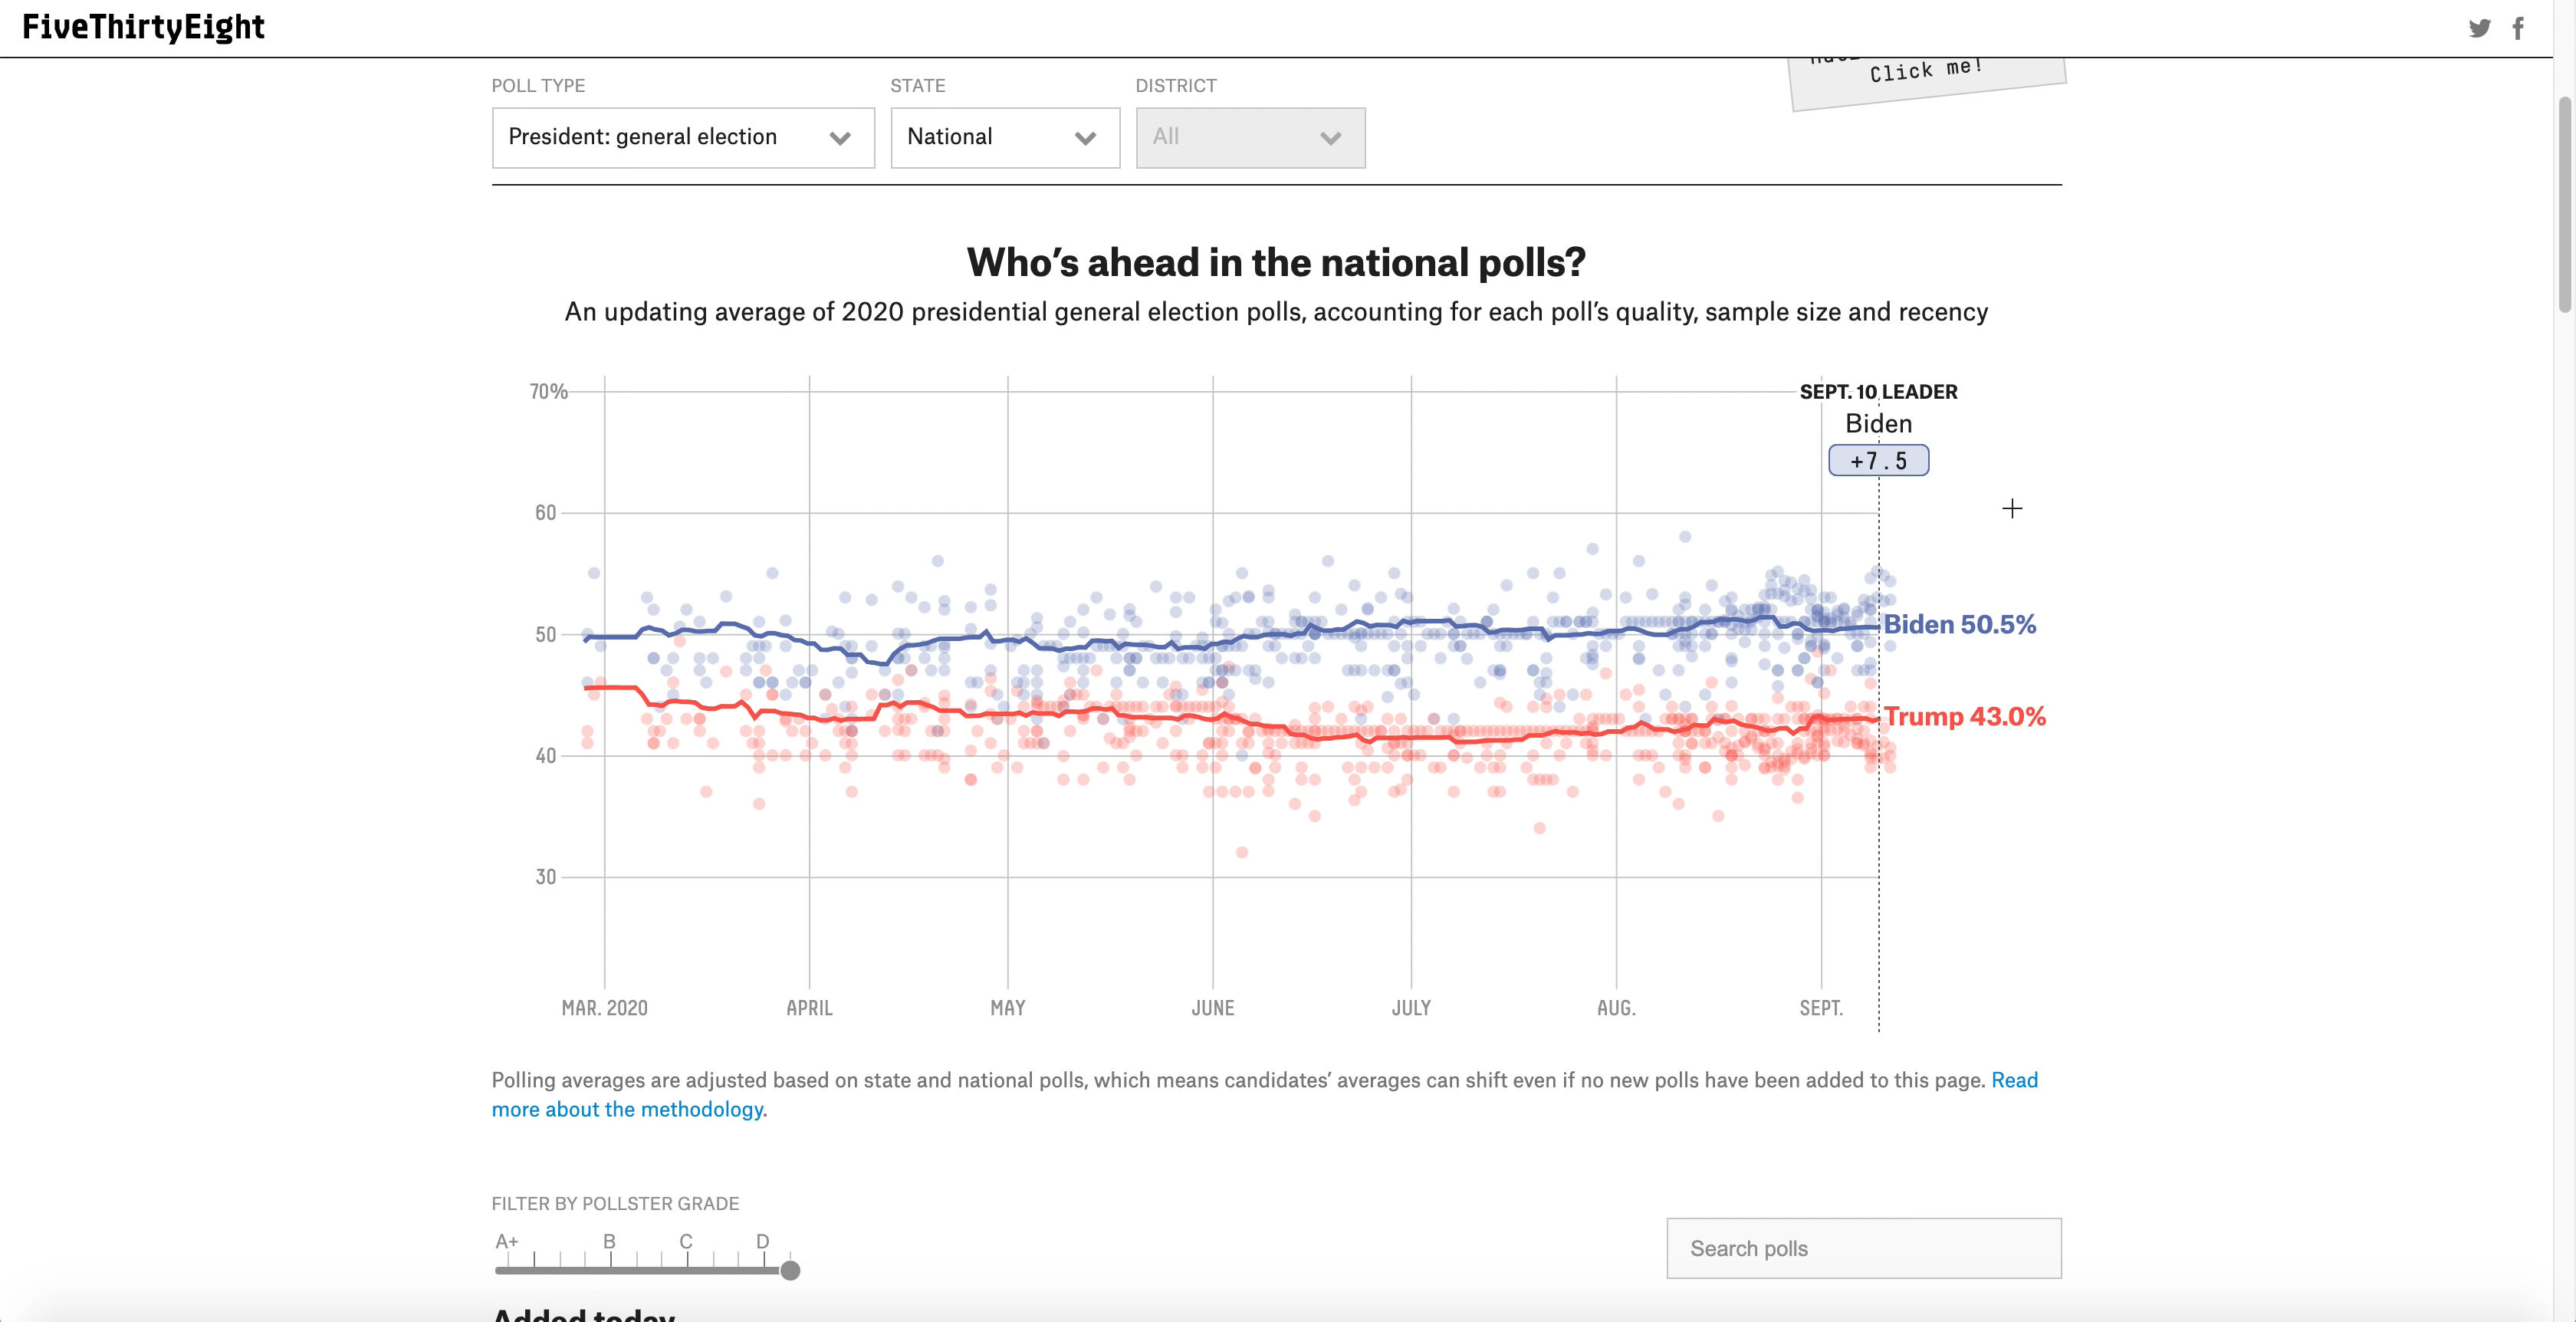 FiveThirtyEight
Click me!
POLL TYPE
STATE
DISTRICT
President: general election
National
All
Who's ahead in the national polls?
An updating average of 2020 presidential general election polls, accounting for each poll's quality, sample size and recency
70%
SEPT. 10 LEADER
Biden
+7.5
60
50
Biden 50.5%
Trump 43.0%
40
30
MAR. 2020
APRIL
MAY
JUNE
JULY
AUG.
SEPT.
Polling averages are adjusted based on state and national polls, which means candidates' averages can shift even if no new polls have been added to this page. Read
more about the methodology.
FILTER BY POLLSTER GRADE
A+
B
C
D
Search polls
Added today